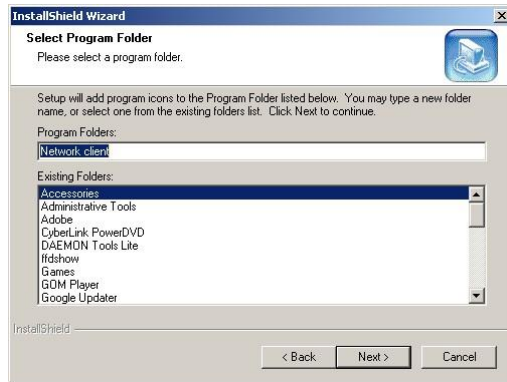 InstallShield Wizard
Select Program Folder
Please select a program folder.
Setup will add program icons to the Program Folder listed below. You may type a new folder
name, or select one from the existing folders list. Click Next to continue.
Program Folders:
Network client
Existing Folders:
Accessories
Administrative Tools
Adobe
CyberLink PowerDVD
DAEMON Tools Lite
ffdshow
Games
GOM Player
Google Updater
InstallShield
< Back
Next >
Cancel